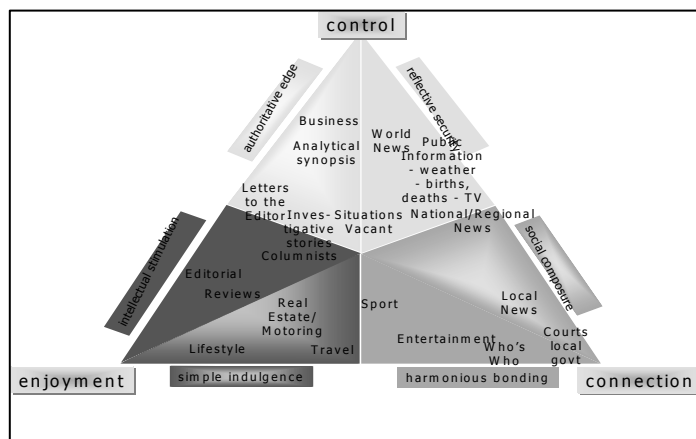 control
authoritative edge
reflective security
Business
World
News
Analytical
synopsis
Public
Information
- weather
- births,
deaths - TV
Letters
to the
Editor
Inves-
tigative
stories
Situations
Vacant
National/Regional
News
Columnists
intellectual stimulation
social composure
Editorial
Reviews
Real
Estate/
Motoring
Sport
Local
News
Lifestyle
Travel
Entertainment
Who's
Who
Courts
local
govt
enjoyment
simple indulgence
harmonious bonding
connection